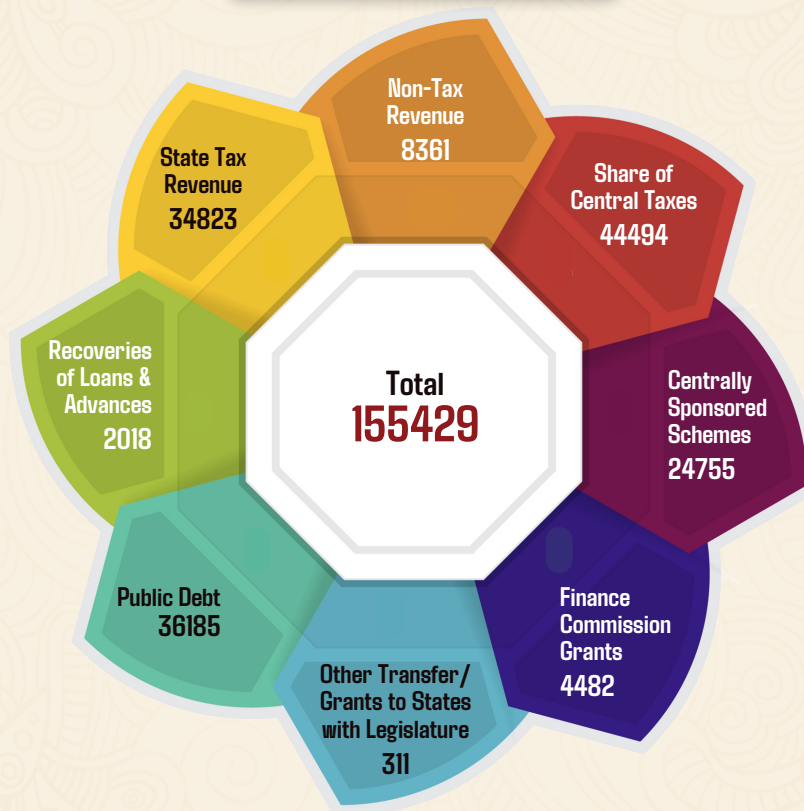 Non-Tax
Revenue
8361
Share of
Central Taxes
44494
Centrally
Sponsored
Schemes
24755
Finance
Commission
Grants
4482
Other Transfer/
Grants to States
with Legislature
311
Public Debt
36185
Recoveries
of Loans &
Advances
2018
State Tax
Revenue
34823
Total
155429